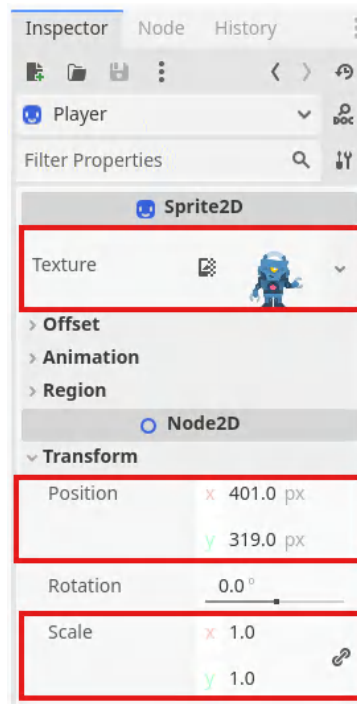 Inspector Node History
Player
DOC
Filter Properties
Sprite2D
Texture
> Offset
> Animation
> Region
Node2D
Transform
Position x 401.0 px
y 319.0 px
Rotation 0.0 °
Scale x 1.0
y 1.0